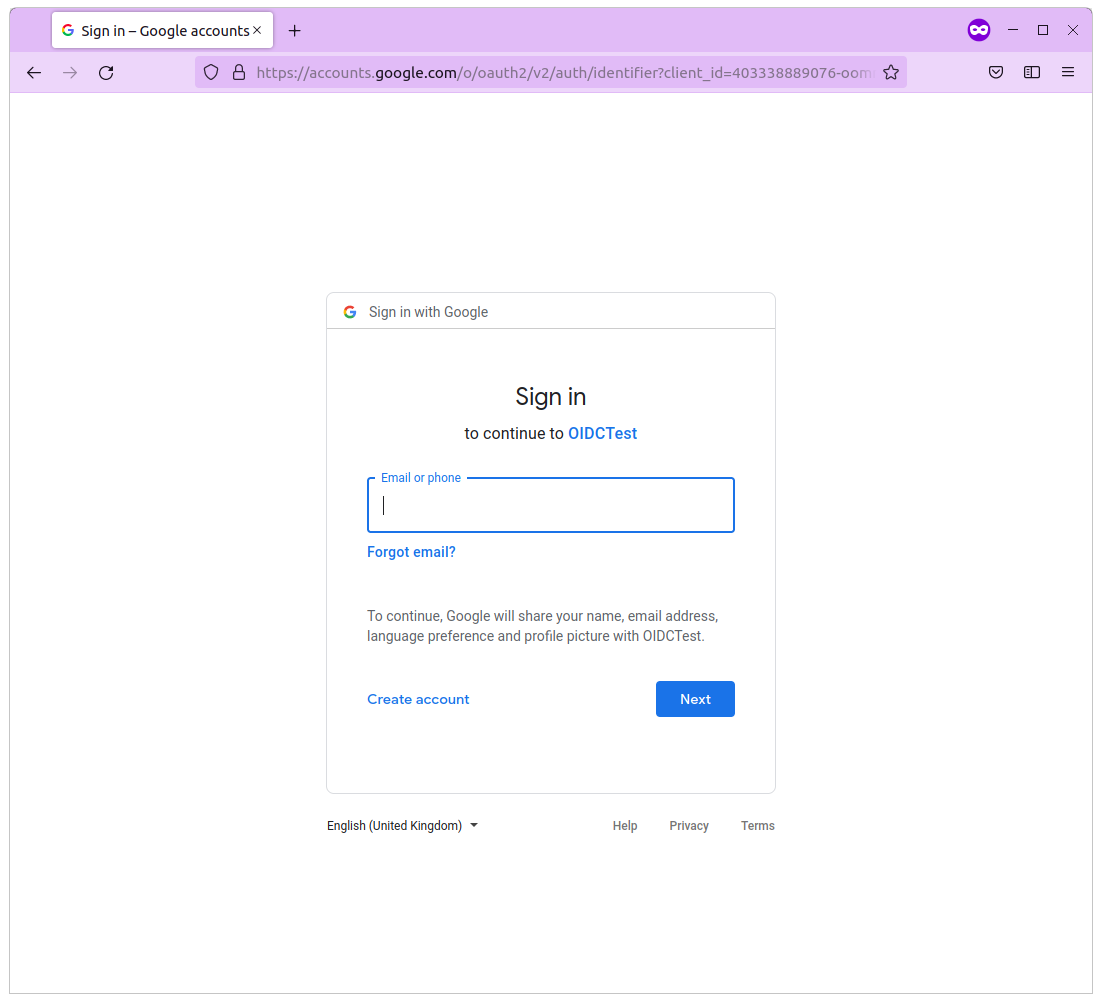 Sign in – Google accounts
https://accounts.google.com/o/oauth2/v2/auth/identifier?client_id=403338889076-oom
Sign in with Google
Sign in
to continue to OIDCTest
Email or phone
Forgot email?
To continue, Google will share your name, email address,
language preference and profile picture with OIDCTest.
Create account
Next
English (United Kingdom)
Help
Privacy
Terms